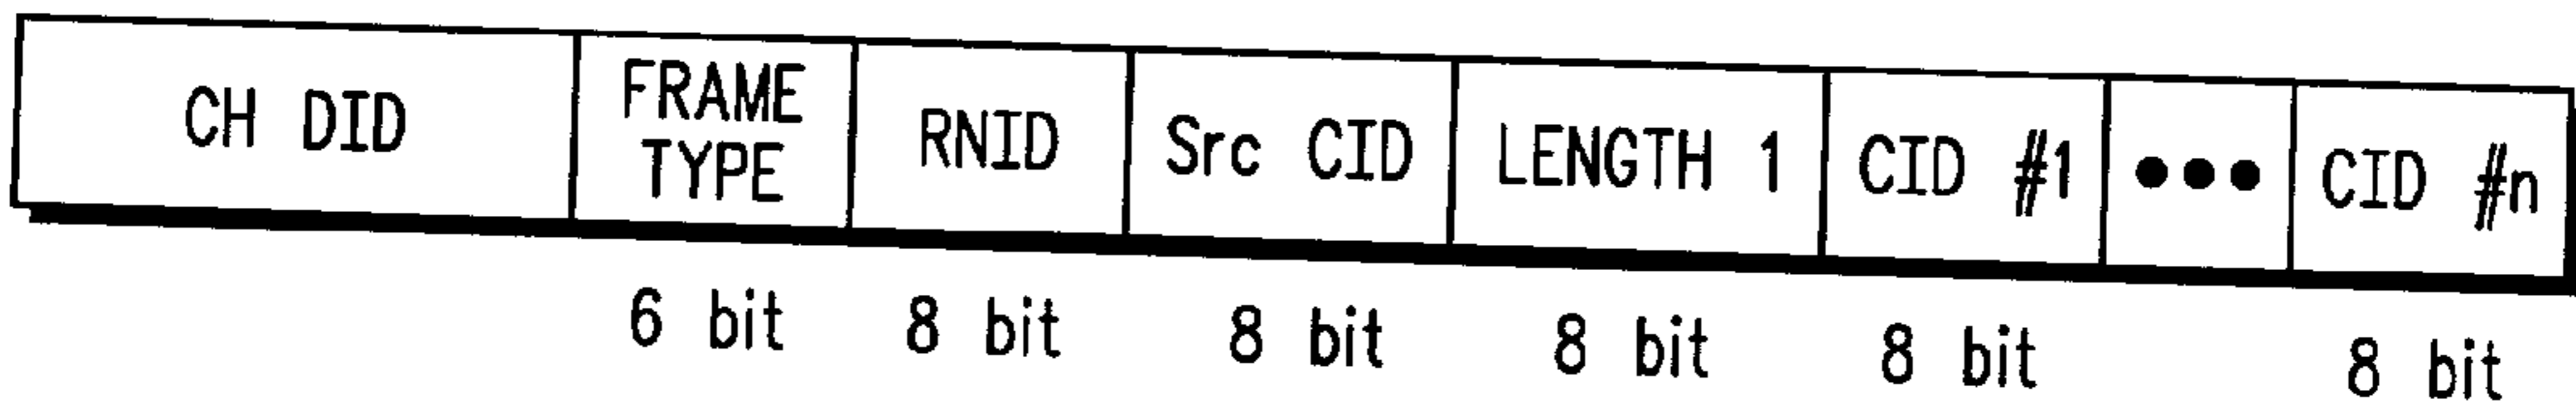 CH DID
FRAME
TYPE
RNID
Src CID
LENGTH 1
CID #1
•••
CID #n
6 bit
8 bit
8 bit
8 bit
8 bit
8 bit